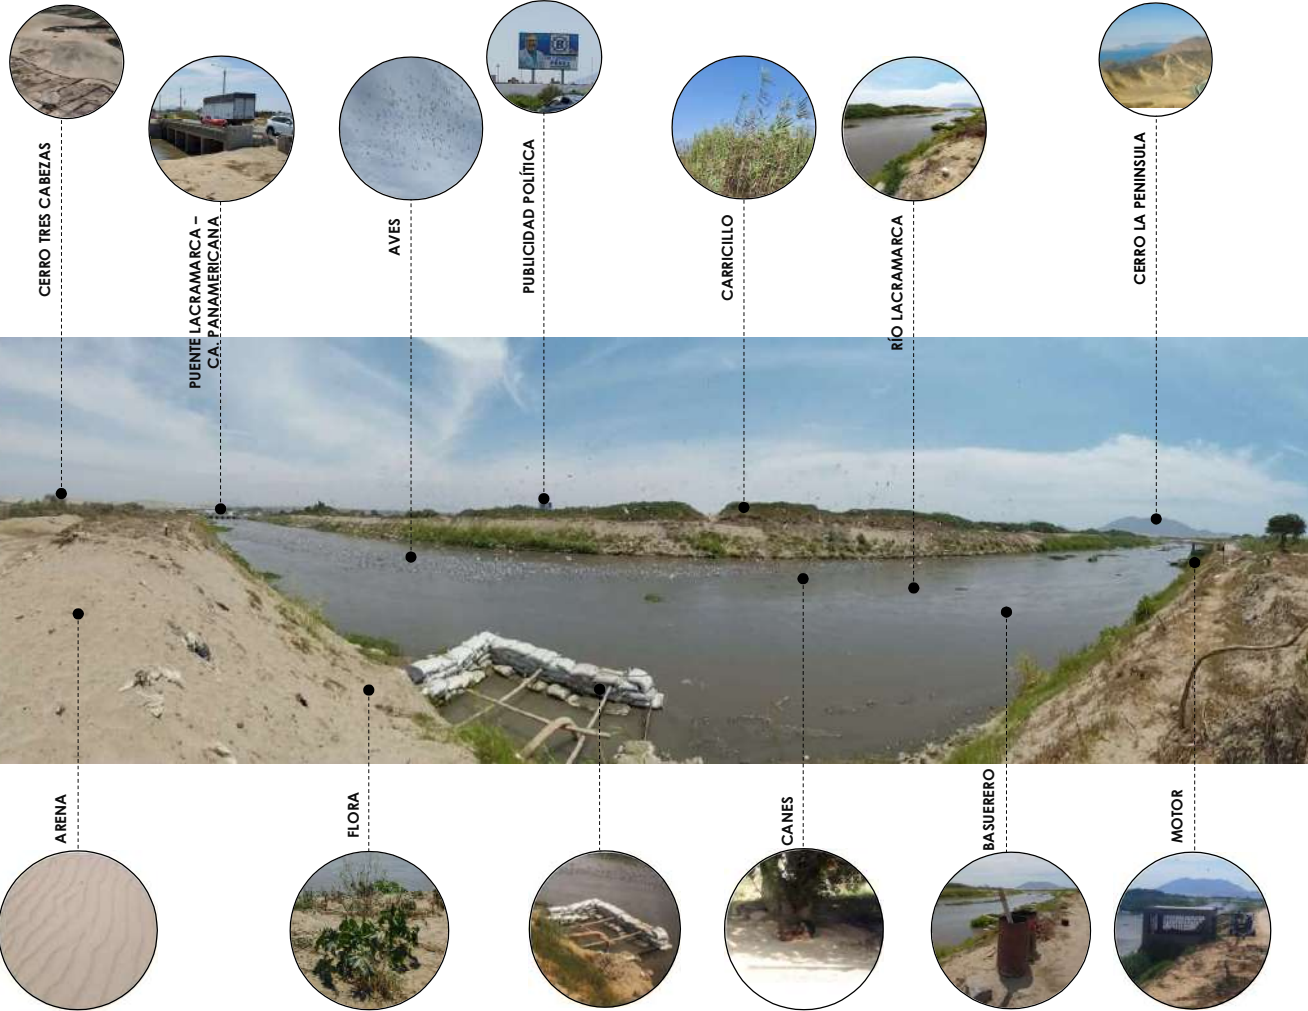 CERRO TRES CABEZAS
PUENTE LACRAMARCA –
CA. PANAMERICANA
AVES
PUBLICIDAD POLÍTICA
CARRICILLO
RÍO LACRAMARCA
CERRO LA PENINSULA
ARENA
FLORA
CANES
BASUERERO
MOTOR